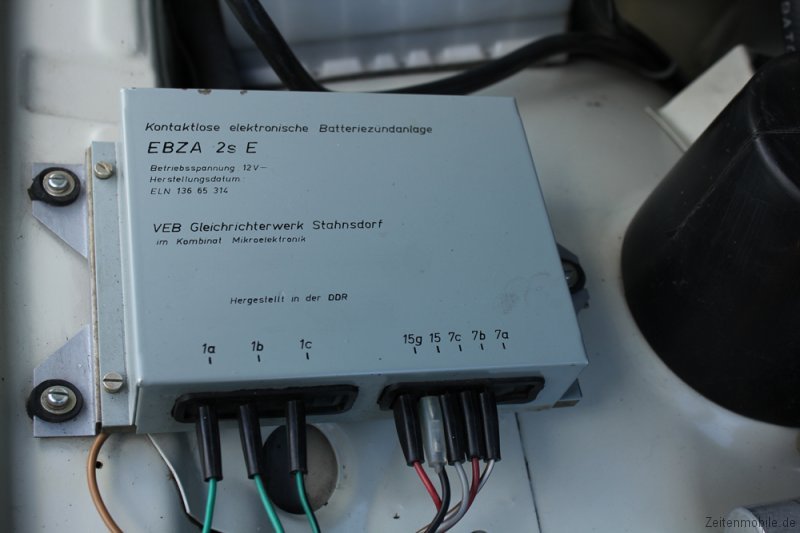 Kontaktlose elektronische Batteriezündanlage
EBZA 2s E
Betriebsspannung 12V–
Herstellungsdatum:
ELN 136 65 314
VEB Gleichrichterwerk Stahnsdorf
im Kombinat Mikroelektronik
Hergestellt in der DDR
1a 1b 1c
15g 15 7c 7b 7a
Zeitenmobile.de